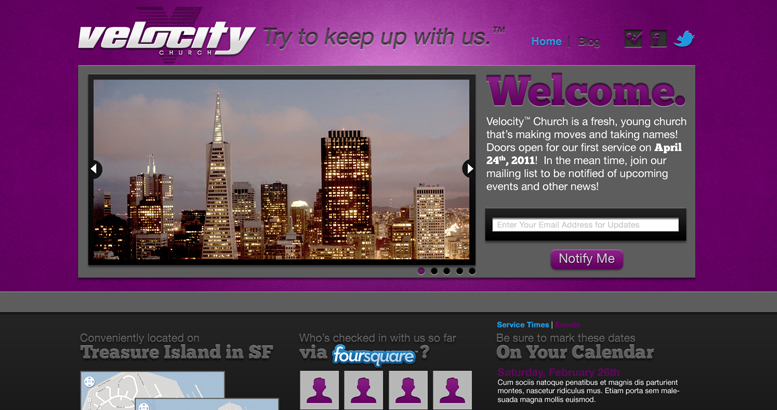 velocity
CHURCH
Try to keep up with us.™
Home | Blog
Welcome.
Velocity™ Church is a fresh, young church
that's making moves and taking names!
Doors open for our first service on April
24th, 2011! In the mean time, join our
mailing list to be notified of upcoming
events and other news!
Enter Your Email Address for Updates
Notify Me
Conveniently located on
Treasure Island in SF
Who's checked in with us so far
via foursquare?
Service Times | Events
Be sure to mark these dates
On Your Calendar
Saturday, February 26th
Cum sociis natoque penatibus et magnis dis parturient
montes, nascetur ridiculus mus. Etiam porta sem male-
suada magna mollis euismod.